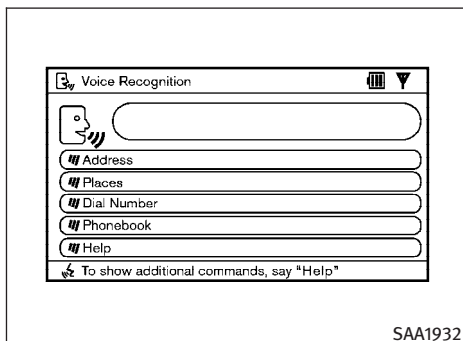 Voice Recognition
Address
Places
Dial Number
Phonebook
Help
To show additional commands, say “Help”
SAA1932